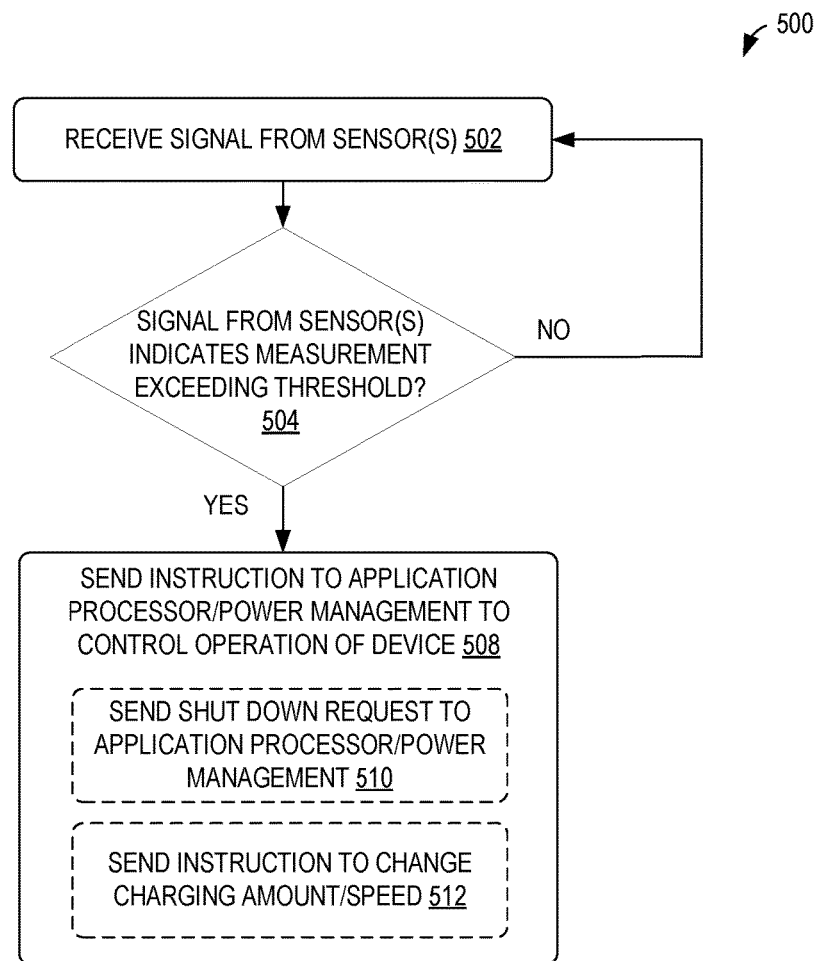 500
RECEIVE SIGNAL FROM SENSOR(S) 502
SIGNAL FROM SENSOR(S)
INDICATES MEASUREMENT
EXCEEDING THRESHOLD?
504
NO
YES
SEND INSTRUCTION TO APPLICATION
PROCESSOR/POWER MANAGEMENT TO
CONTROL OPERATION OF DEVICE 508
SEND SHUT DOWN REQUEST TO
APPLICATION PROCESSOR/POWER
MANAGEMENT 510
SEND INSTRUCTION TO CHANGE
CHARGING AMOUNT/SPEED 512